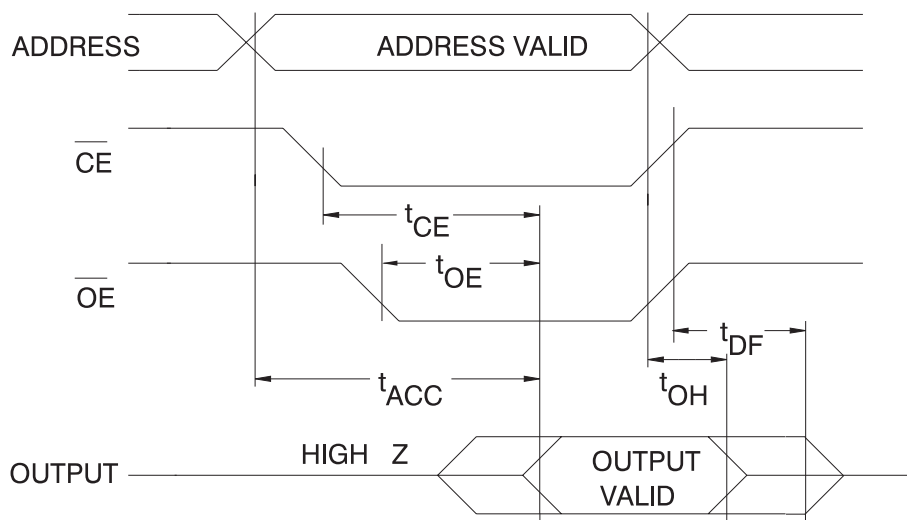 ADDRESS
ADDRESS VALID
CE
tCE
tOE
OE
tDF
tACC
tOH
HIGH Z
OUTPUT
OUTPUT
VALID